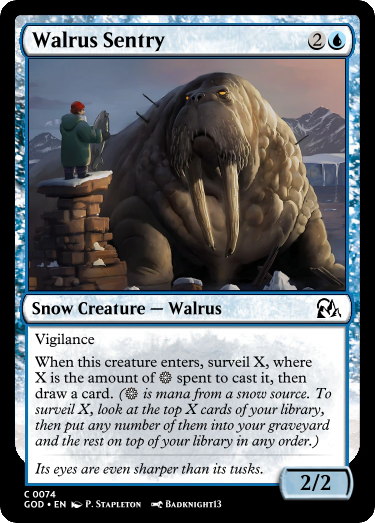 Walrus Sentry 2
Snow Creature — Walrus
Vigilance
When this creature enters, surveil X, where
X is the amount of spent to cast it, then
draw a card. ( is mana from a snow source. To
surveil X, look at the top X cards of your library,
then put any number of them into your graveyard
and the rest on top of your library in any order.)
Its eyes are even sharper than its tusks.
2/2
C 0074
GOD • EN P. Stapleton Badknight13